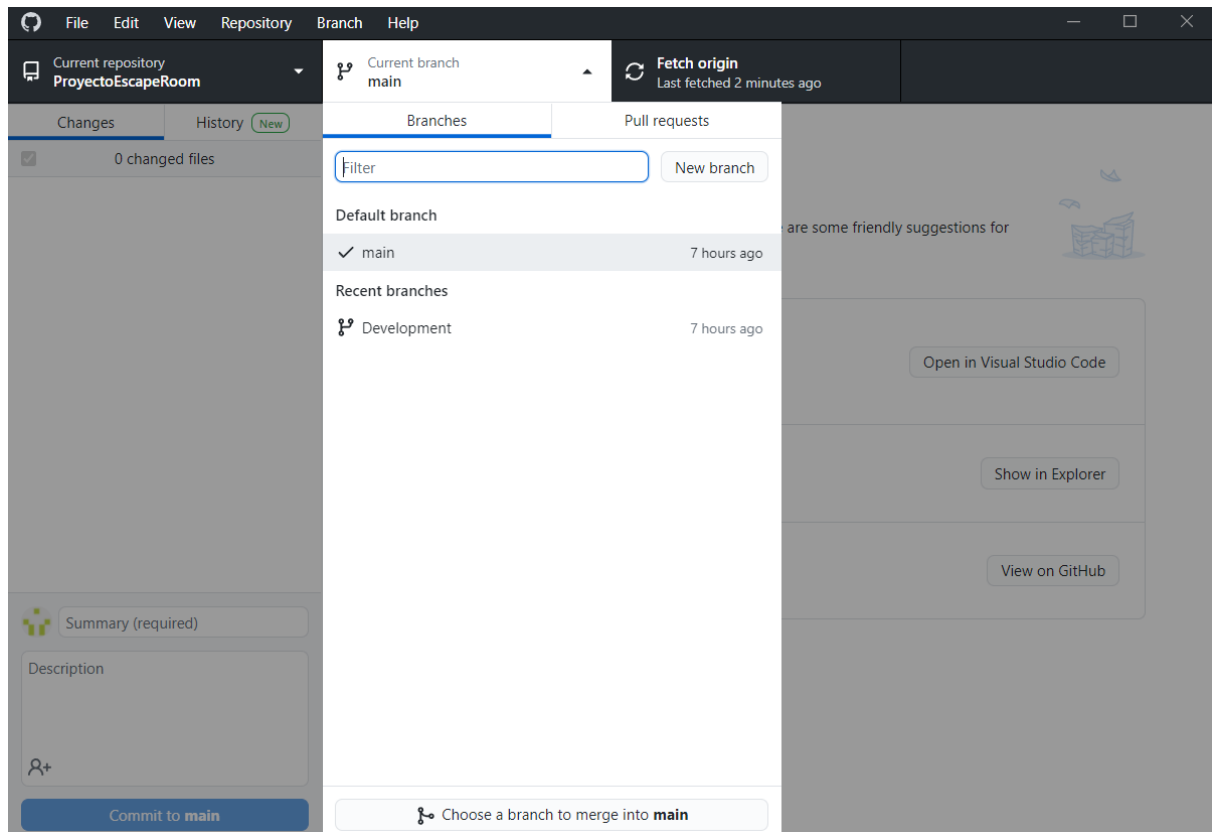 File Edit View Repository Branch Help
Current repository
ProyectoEscapeRoom
Current branch
main
Fetch origin
Last fetched 2 minutes ago
Changes
History New
0 changed files
Branches
Pull requests
Filter
New branch
Default branch
main 7 hours ago
Recent branches
Development 7 hours ago
are some friendly suggestions for
Open in Visual Studio Code
Show in Explorer
View on GitHub
Summary (required)
Description
Commit to main
Choose a branch to merge into main